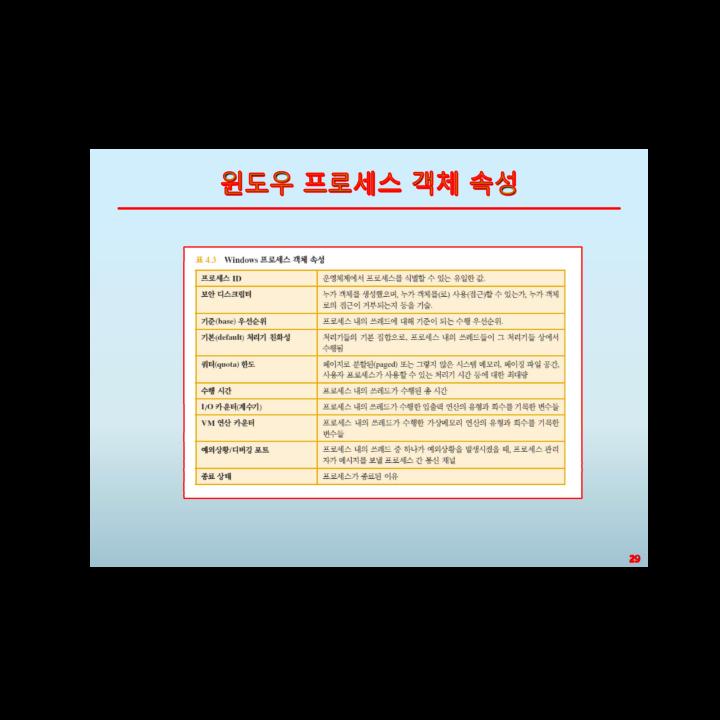 윈도우 프로세스 객체 속성
표 4.3 Windows 프로세스 객체 속성
프로세스 ID
운영체제에서 프로세스를 식별할 수 있는 유일한 값.
보안 디스크립터
누가 객체를 생성했으며, 누가 객체를(로) 사용(접근)할 수 있는가, 누가 객체
로의 접근이 거부되는지 등을 기술.
기준(base) 우선순위
프로세스 내의 쓰레드에 대해 기준이 되는 수행 우선순위.
기본(default) 처리기 친화성
처리기들의 기본 집합으로, 프로세스 내의 쓰레드들이 그 처리기들 상에서
수행됨
쿼터(quota) 한도
페이지로 분할된(paged) 또는 그렇지 않은 시스템 메모리, 페이징 파일 공간,
사용자 프로세스가 사용할 수 있는 처리기 시간 등에 대한 최대량
수행 시간
프로세스 내의 쓰레드가 수행된 총 시간
I/O 카운터(계수기)
프로세스 내의 쓰레드가 수행한 입출력 연산의 유형과 회수를 기록한 변수들
VM 연산 카운터
프로세스 내의 쓰레드가 수행한 가상메모리 연산의 유형과 회수를 기록한
변수들
예외상황/디버깅 포트
프로세스 내의 쓰레드 중 하나가 예외상황을 발생시켰을 때, 프로세스 관리
자가 메시지를 보낼 프로세스 간 통신 채널
종료 상태
프로세스가 종료된 이유
29